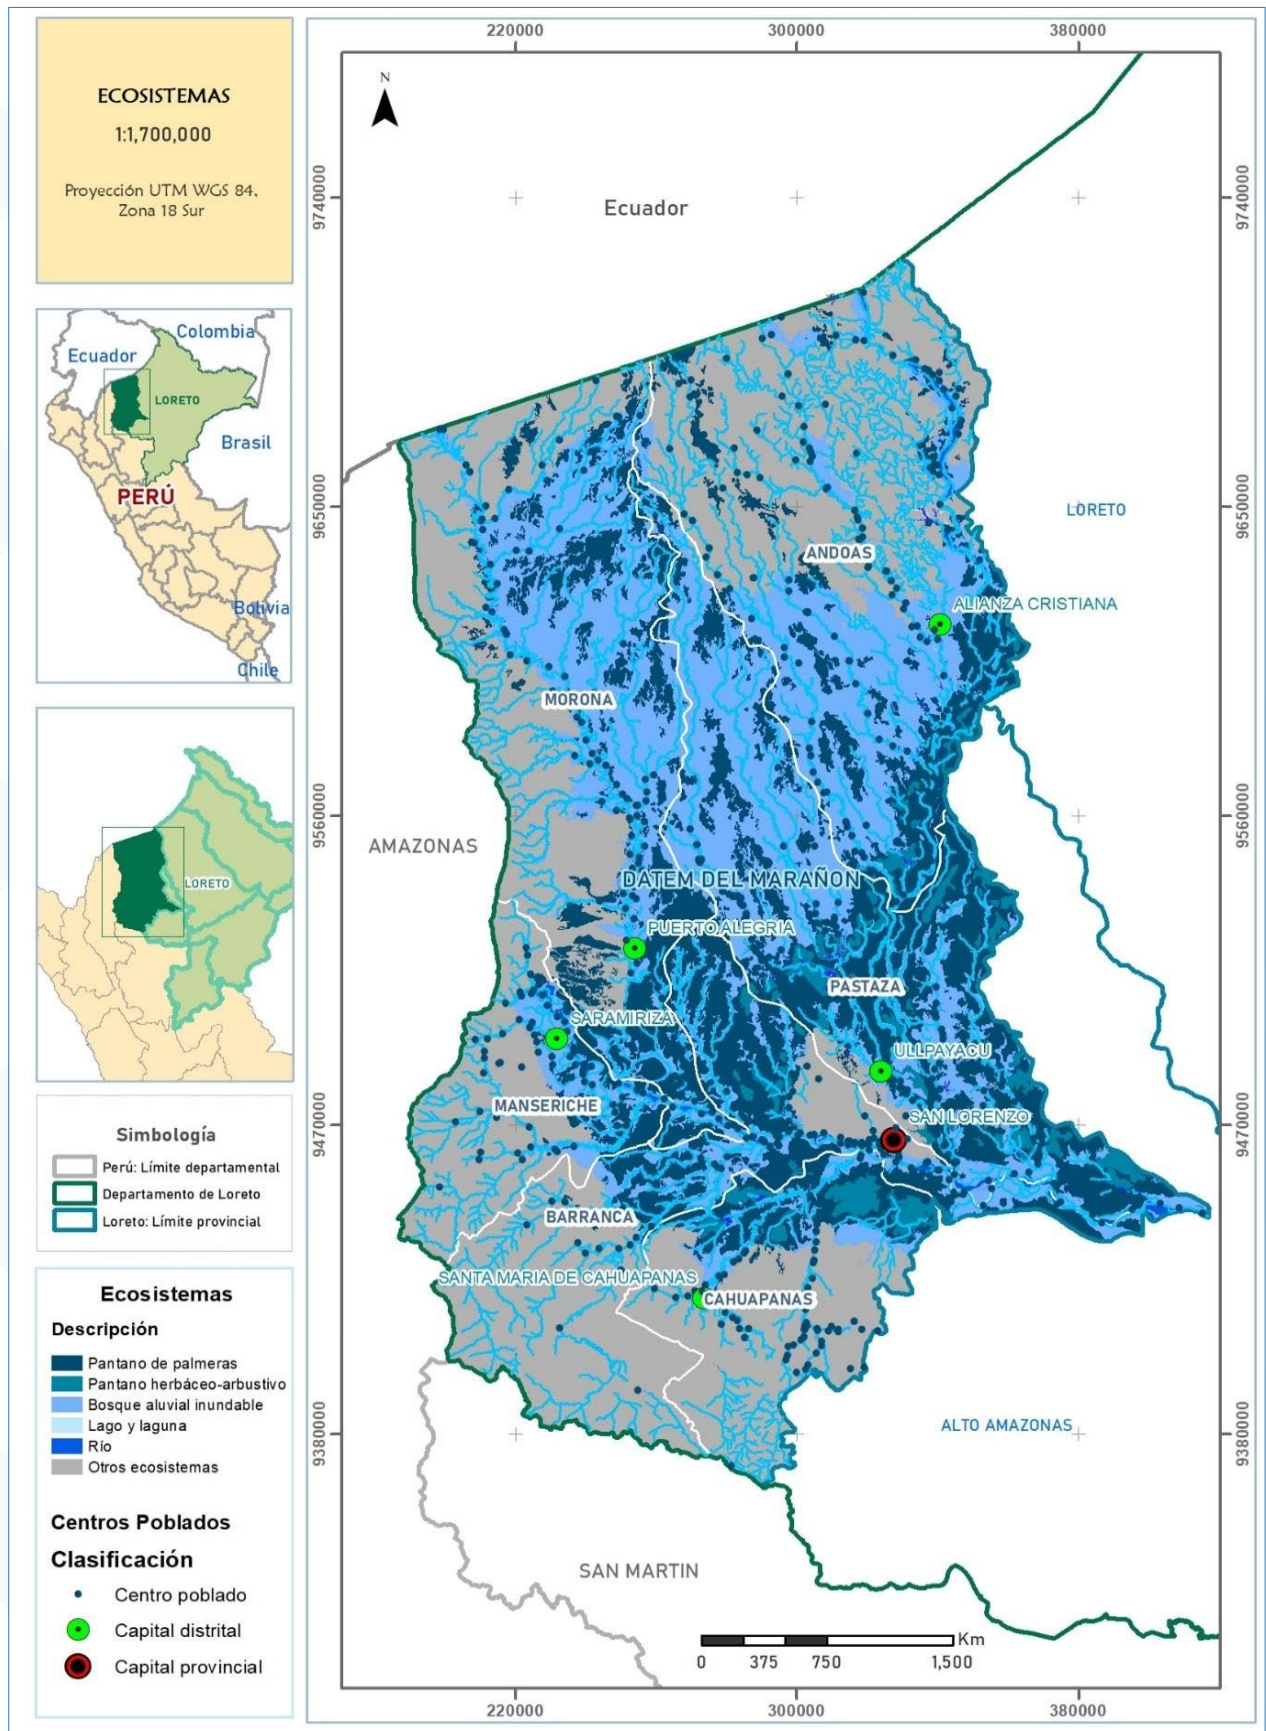 ECOSISTEMAS
1:1,700,000
Proyección UTM WGS 84,
Zona 18 Sur
Colombia
Ecuador
LORETO
Brasil
PERÚ
Bolivia
Chile
LORETO
Simbología
Perú: Límite departamental
Departamento de Loreto
Loreto: Límite provincial
Ecosistemas
Descripción
Pantano de palmeras
Pantano herbáceo-arbustivo
Bosque aluvial inundable
Lago y laguna
Río
Otros ecosistemas
Centros Poblados
Clasificación
Centro poblado
Capital distrital
Capital provincial
220000
300000
380000
N
9740000
9740000
Ecuador
9650000
9650000
LORETO
ANDOAS
ALIANZA CRISTIANA
MORONA
9560000
9560000
AMAZONAS
DATEM DEL MARAÑON
PUERTO ALEGRIA
PASTAZA
SARAMIRIZA
ULLPAYACU
MANSERICHE
SAN LORENZO
9470000
9470000
BARRANCA
SANTA MARIA DE CAHUAPANAS
CAHUAPANAS
9380000
9380000
ALTO AMAZONAS
SAN MARTIN
Km
0 375 750 1,500
220000
300000
380000